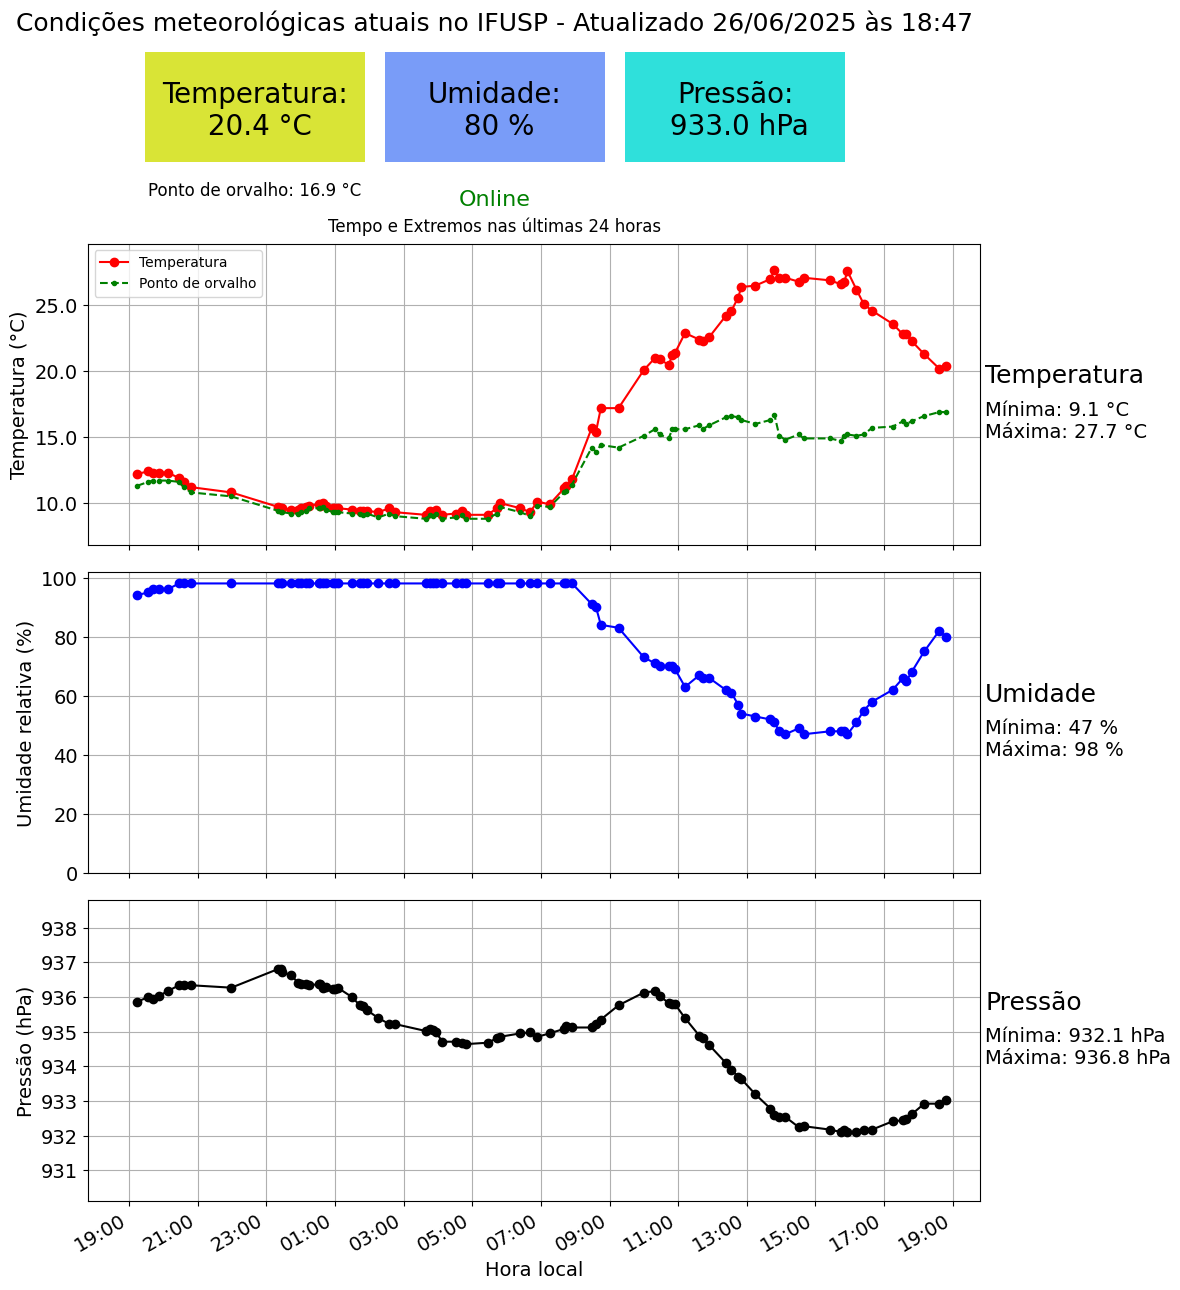 Condições meteorológicas atuais no IFUSP - Atualizado 26/06/2025 às 18:47
Temperatura:
20.4 °C
Umidade:
80 %
Pressão:
933.0 hPa
Ponto de orvalho: 16.9 °C
Online
Tempo e Extremos nas últimas 24 horas
Temperatura
Ponto de orvalho
Temperatura (°C)
25.0
20.0
15.0
10.0
Temperatura
Mínima: 9.1 °C
Máxima: 27.7 °C
Umidade relativa (%)
100
80
60
40
20
0
Umidade
Mínima: 47 %
Máxima: 98 %
Pressão (hPa)
938
937
936
935
934
933
932
931
Pressão
Mínima: 932.1 hPa
Máxima: 936.8 hPa
19:00
21:00
23:00
01:00
03:00
05:00
07:00
09:00
11:00
13:00
15:00
17:00
19:00
Hora local